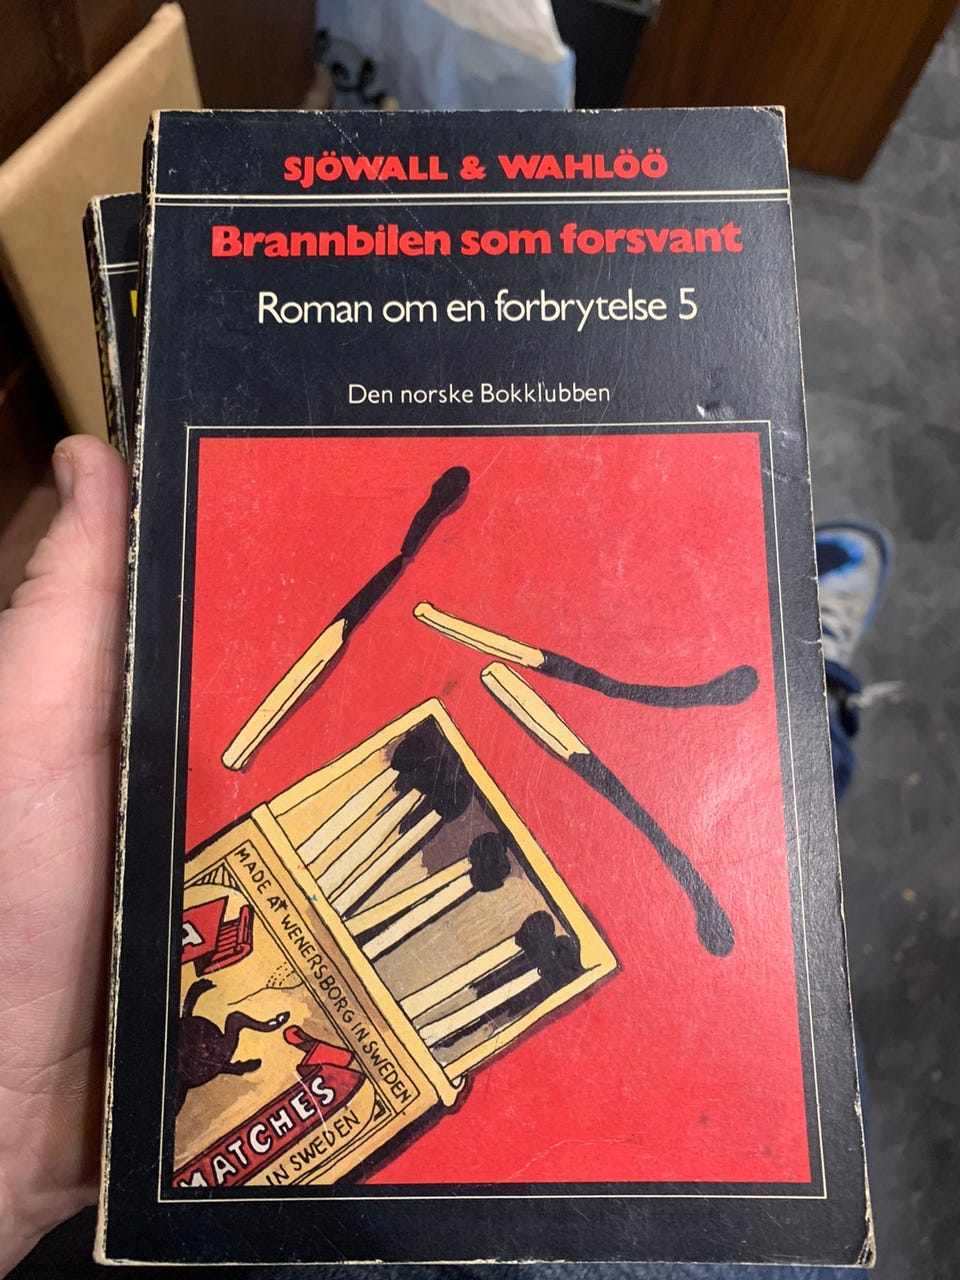 SJÖWALL & WAHLÖÖ
Brannbilen som forsvant
Roman om en forbrytelse 5
Den norske Bokklubben
MADE AT WENERSBORG IN SWEDEN
MATCHES
IN SWEDEN